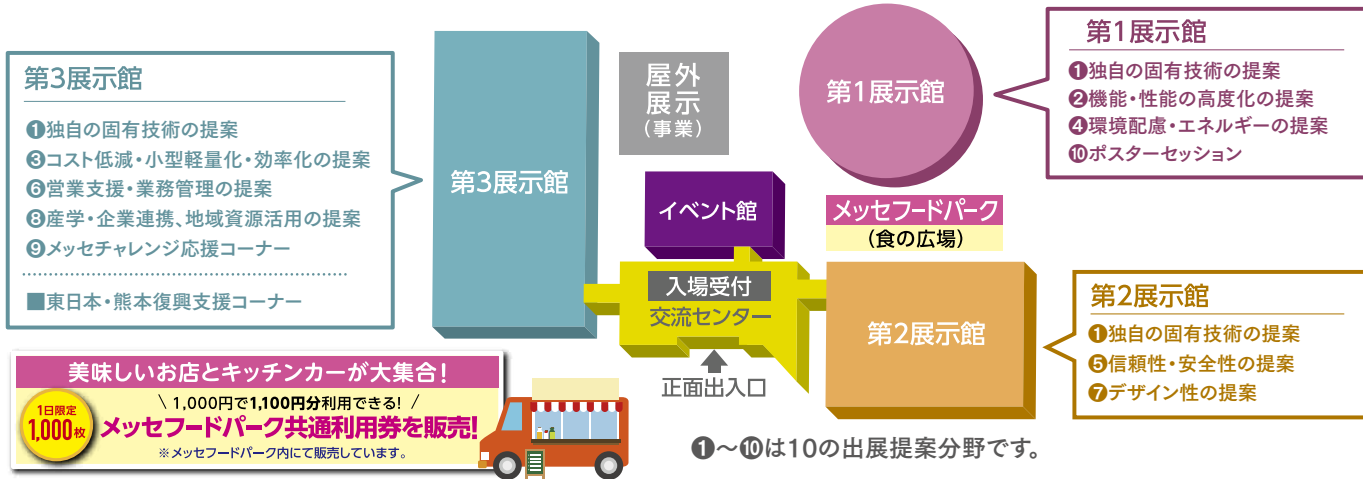 第3展示館
❶独自の固有技術の提案
❸コスト低減・小型軽量化・効率化の提案
❻営業支援・業務管理の提案
❽産学・企業連携、地域資源活用の提案
❾メッセチャレンジ応援コーナー
■東日本・熊本復興支援コーナー
第3展示館
屋外
展示
(事業)
第1展示館
第1展示館
❶独自の固有技術の提案
❷機能・性能の高度化の提案
❹環境配慮・エネルギーの提案
❿ポスターセッション
イベント館
メッセフードパーク
(食の広場)
入場受付
交流センター
正面出入口
第2展示館
第2展示館
❶独自の固有技術の提案
❺信頼性・安全性の提案
❼デザイン性の提案
美味しいお店とキッチンカーが大集合!
\ 1,000円で1,100円分利用できる! /
1日限定
1,000枚
メッセフードパーク共通利用券を販売!
※メッセフードパーク内にて販売しています。
❶〜❿は10の出展提案分野です。